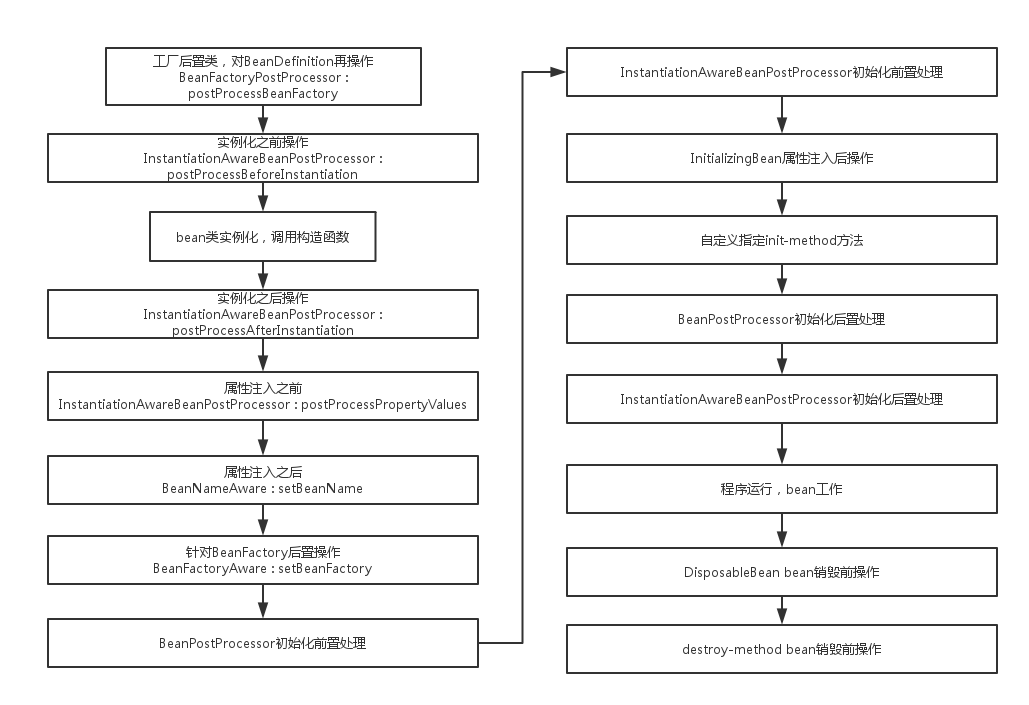 工厂后置类，对BeanDefinition再操作
BeanFactoryPostProcessor：
postProcessBeanFactory
实例化之前操作
InstantiationAwareBeanPostProcessor：
postProcessBeforeInstantiation
bean类实例化，调用构造函数
实例化之后操作
InstantiationAwareBeanPostProcessor：
postProcessAfterInstantiation
属性注入之前
InstantiationAwareBeanPostProcessor：postProcessPropertyValues
属性注入之后
BeanNameAware：setBeanName
针对BeanFactory后置操作
BeanFactoryAware：setBeanFactory
BeanPostProcessor初始化前置处理
InstantiationAwareBeanPostProcessor初始化前置处理
InitializingBean属性注入后操作
自定义指定init-method方法
BeanPostProcessor初始化后置处理
InstantiationAwareBeanPostProcessor初始化后置处理
程序运行，bean工作
DisposableBean bean销毁前操作
destroy-method bean销毁前操作